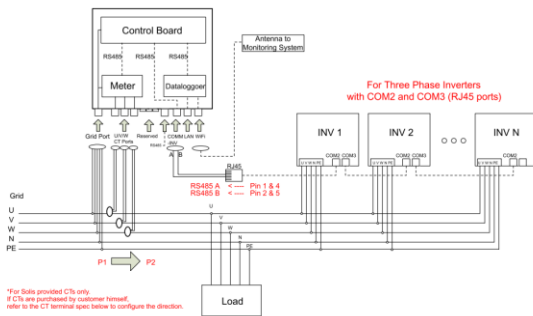 Control Board
RS485
RS485
RS485
Meter
Dataloggoer
Antenna to
Monitoring System
Grid Port
U/V/W
CT Ports
Reserved
RS485
COMM
-INV
LAN
WiFi
A
B
RJ45
RS485 A <---- Pin 1 & 4
RS485 B <---- Pin 2 & 5
For Three Phase Inverters
with COM2 and COM3 (RJ45 ports)
INV 1
INV 2
INV N
COM2 COM3
COM2 COM3
COM2
U V W N PE
U V W N PE
U V W N PE
Grid
U
V
W
N
PE
U
V
W
N
PE
P1
P2
Load
*For Solis provided CTs only.
If CTs are purchased by customer himself,
refer to the CT terminal spec below to configure the direction.